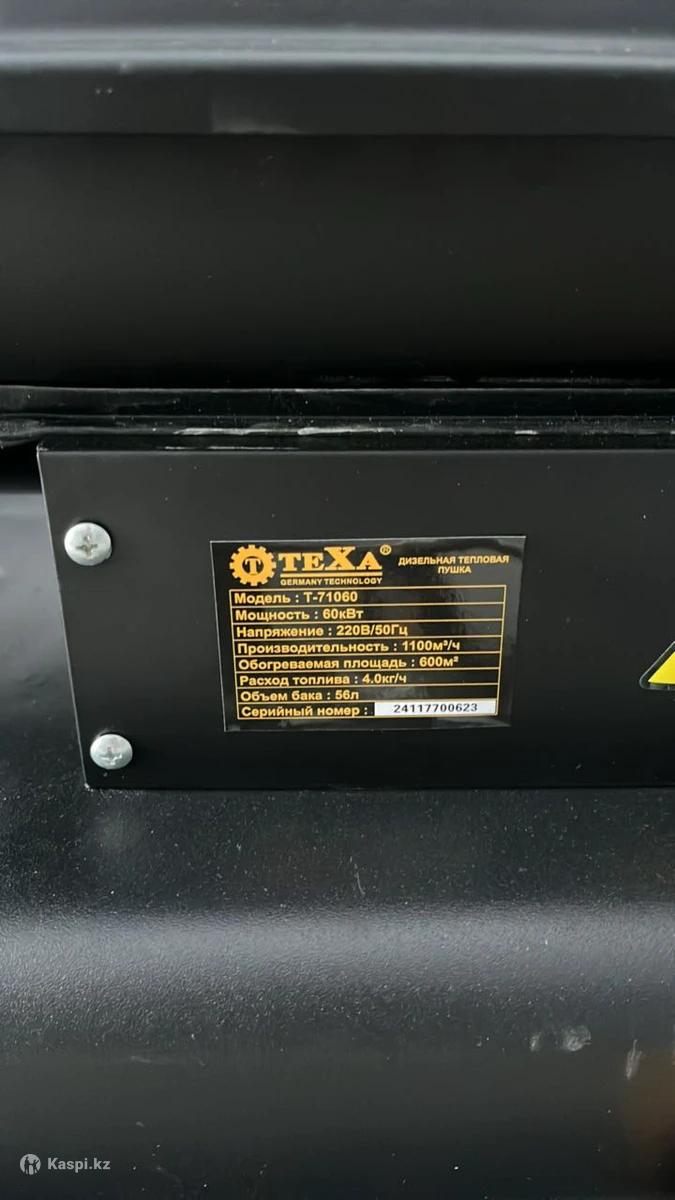 TEXA®
GERMANY TECHNOLOGY
ДИЗЕЛЬНАЯ ТЕПЛОВАЯ
ПУШКА
Модель : T-71060
Мощность : 60кВт
Напряжение : 220В/50Гц
Производительность : 1100м³/ч
Обогреваемая площадь : 600м²
Расход топлива : 4.0кг/ч
Объем бака : 56л
Серийный номер : 24117700623
Kaspi.kz